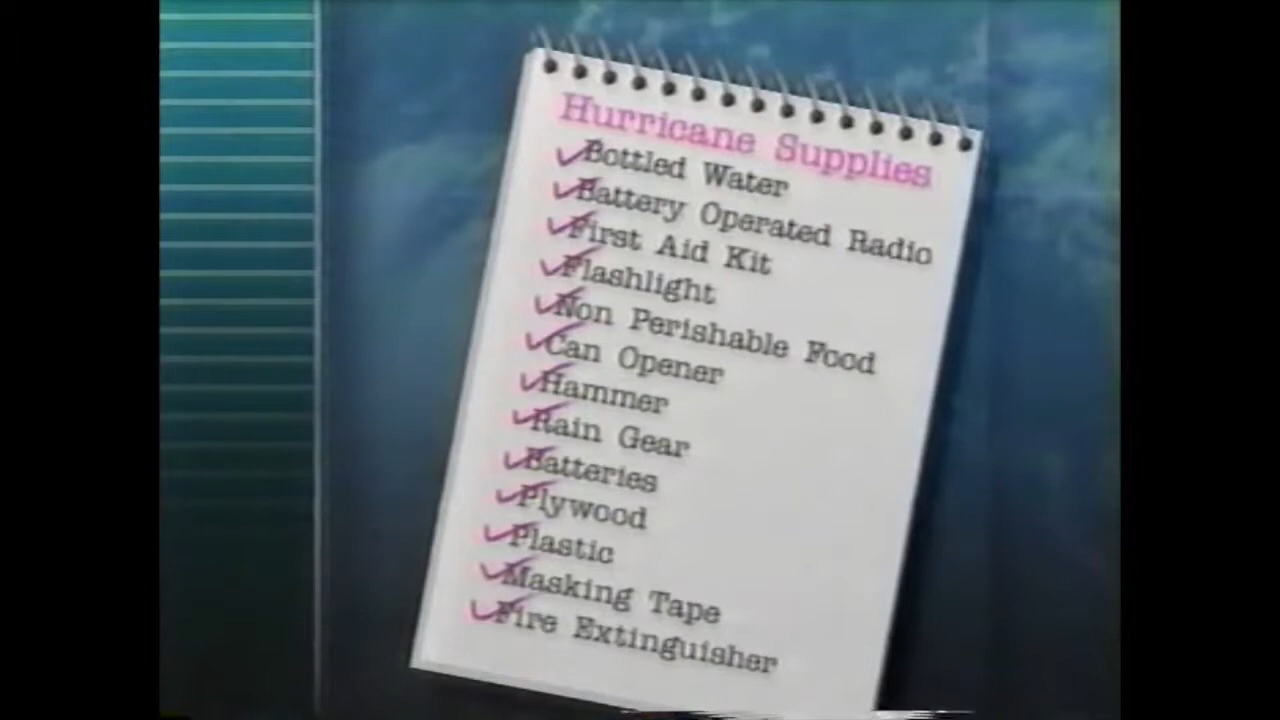 Hurricane Supplies
Bottled Water
Battery Operated Radio
First Aid Kit
Flashlight
Non Perishable Food
Can Opener
Hammer
Rain Gear
Batteries
Plywood
Plastic
Masking Tape
Fire Extinguisher